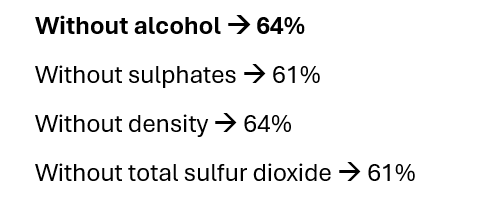 Without alcohol → 64%
Without sulphates → 61%
Without density → 64%
Without total sulfur dioxide → 61%